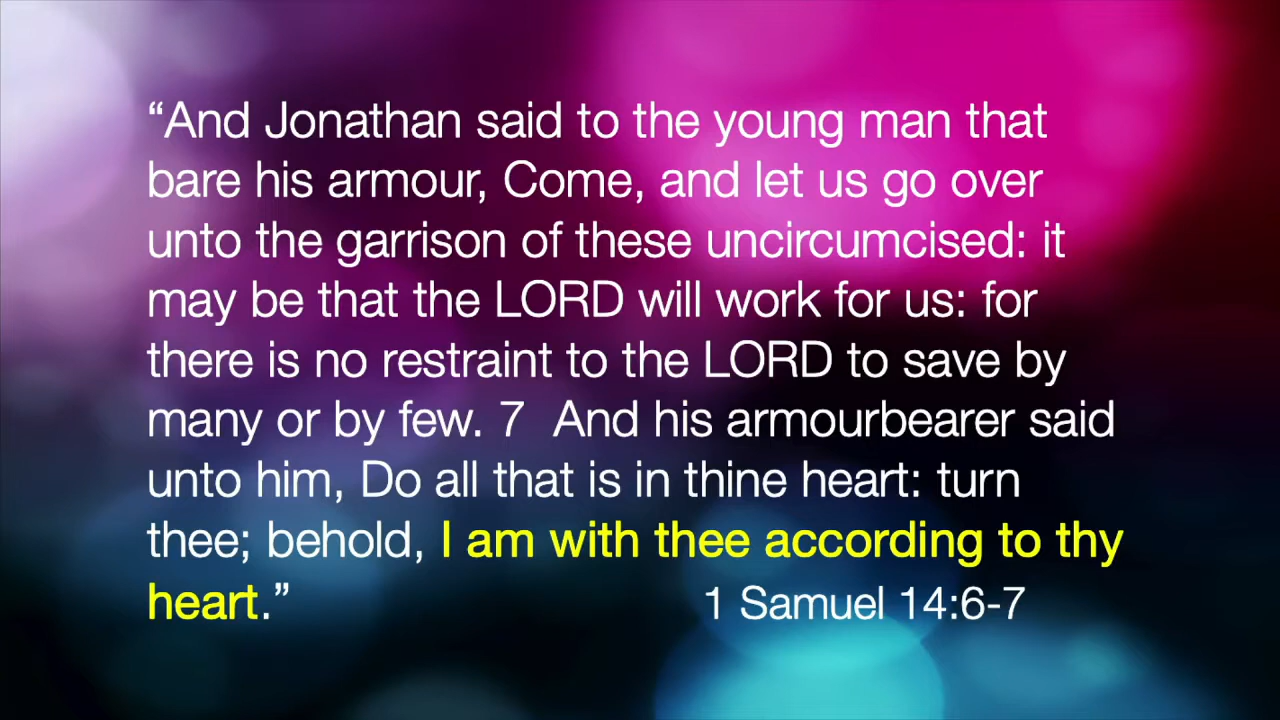 “And Jonathan said to the young man that
bare his armour, Come, and let us go over
unto the garrison of these uncircumcised: it
may be that the LORD will work for us: for
there is no restraint to the LORD to save by
many or by few. 7  And his armourbearer said
unto him, Do all that is in thine heart: turn
thee; behold, I am with thee according to thy
heart.” 1 Samuel 14:6-7